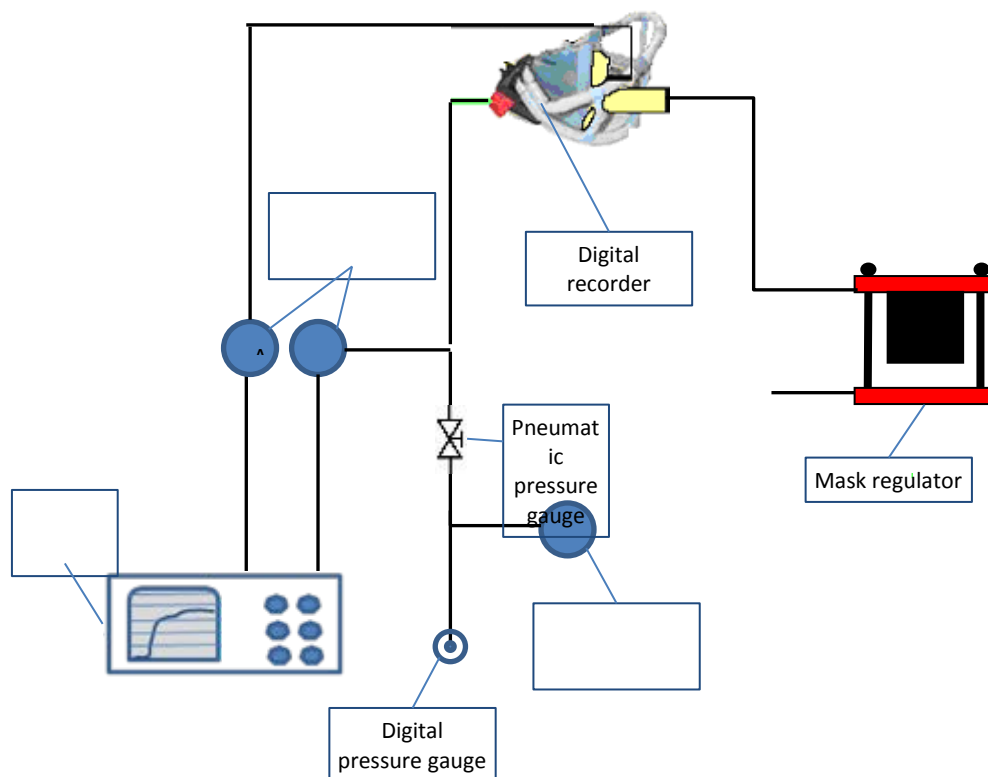 Digital
recorder
^
Pneumat
ic
pressure
gauge
Mask regulator
Digital
pressure gauge